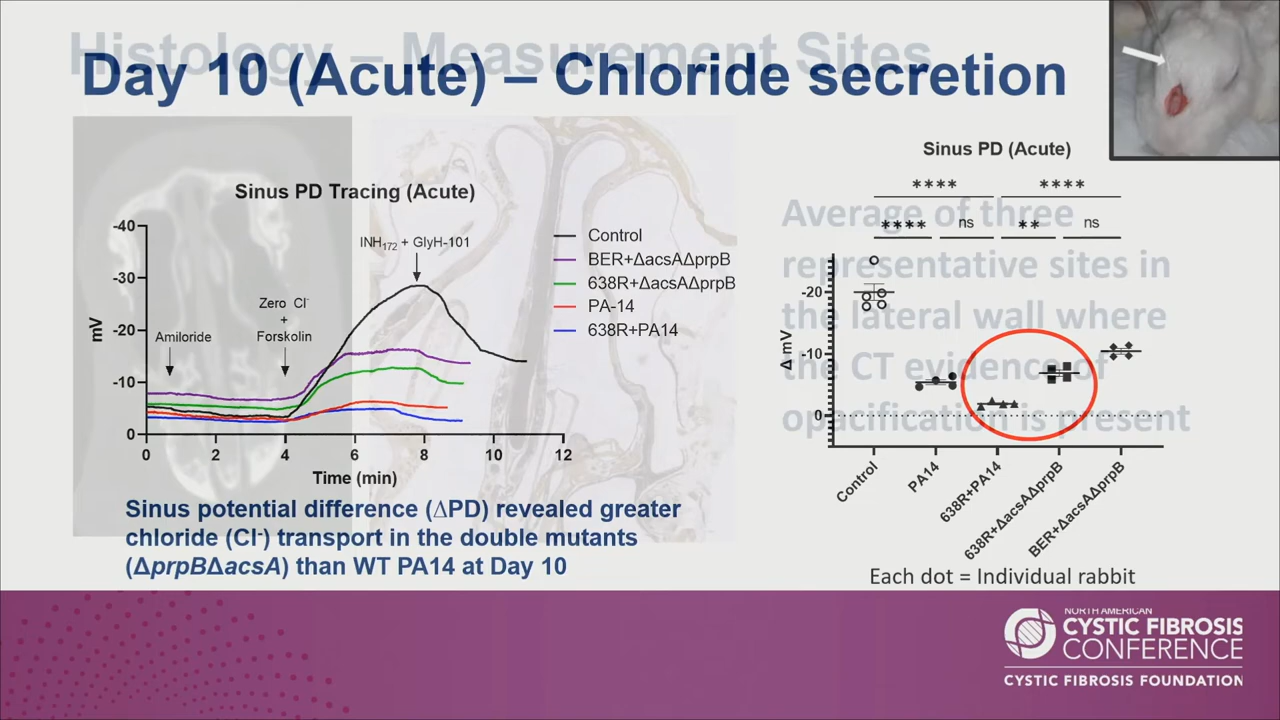 Histology – Measurement Sites
Day 10 (Acute) – Chloride secretion
Sinus PD Tracing (Acute)
-40
-30
-20
-10
0
mV
0 2 4 6 8 10 12
Time (min)
Amiloride
Zero Cl-
+
Forskolin
INH172 + GlyH-101
Control
BER+ΔacsAΔprpB
638R+ΔacsAΔprpB
PA-14
638R+PA14
Sinus potential difference (ΔPD) revealed greater
chloride (Cl-) transport in the double mutants
(ΔprpBΔacsA) than WT PA14 at Day 10
Sinus PD (Acute)
**** ****
**** ns ** ns
-20
-10
0
Δ mV
Control
PA14
638R+PA14
638R+ΔacsAΔprpB
BER+ΔacsAΔprpB
Average of three
representative sites in
the lateral wall where
the CT evidence of
opacification is present
Each dot = Individual rabbit
NORTH AMERICAN
CYSTIC FIBROSIS
CONFERENCE
CYSTIC FIBROSIS FOUNDATION